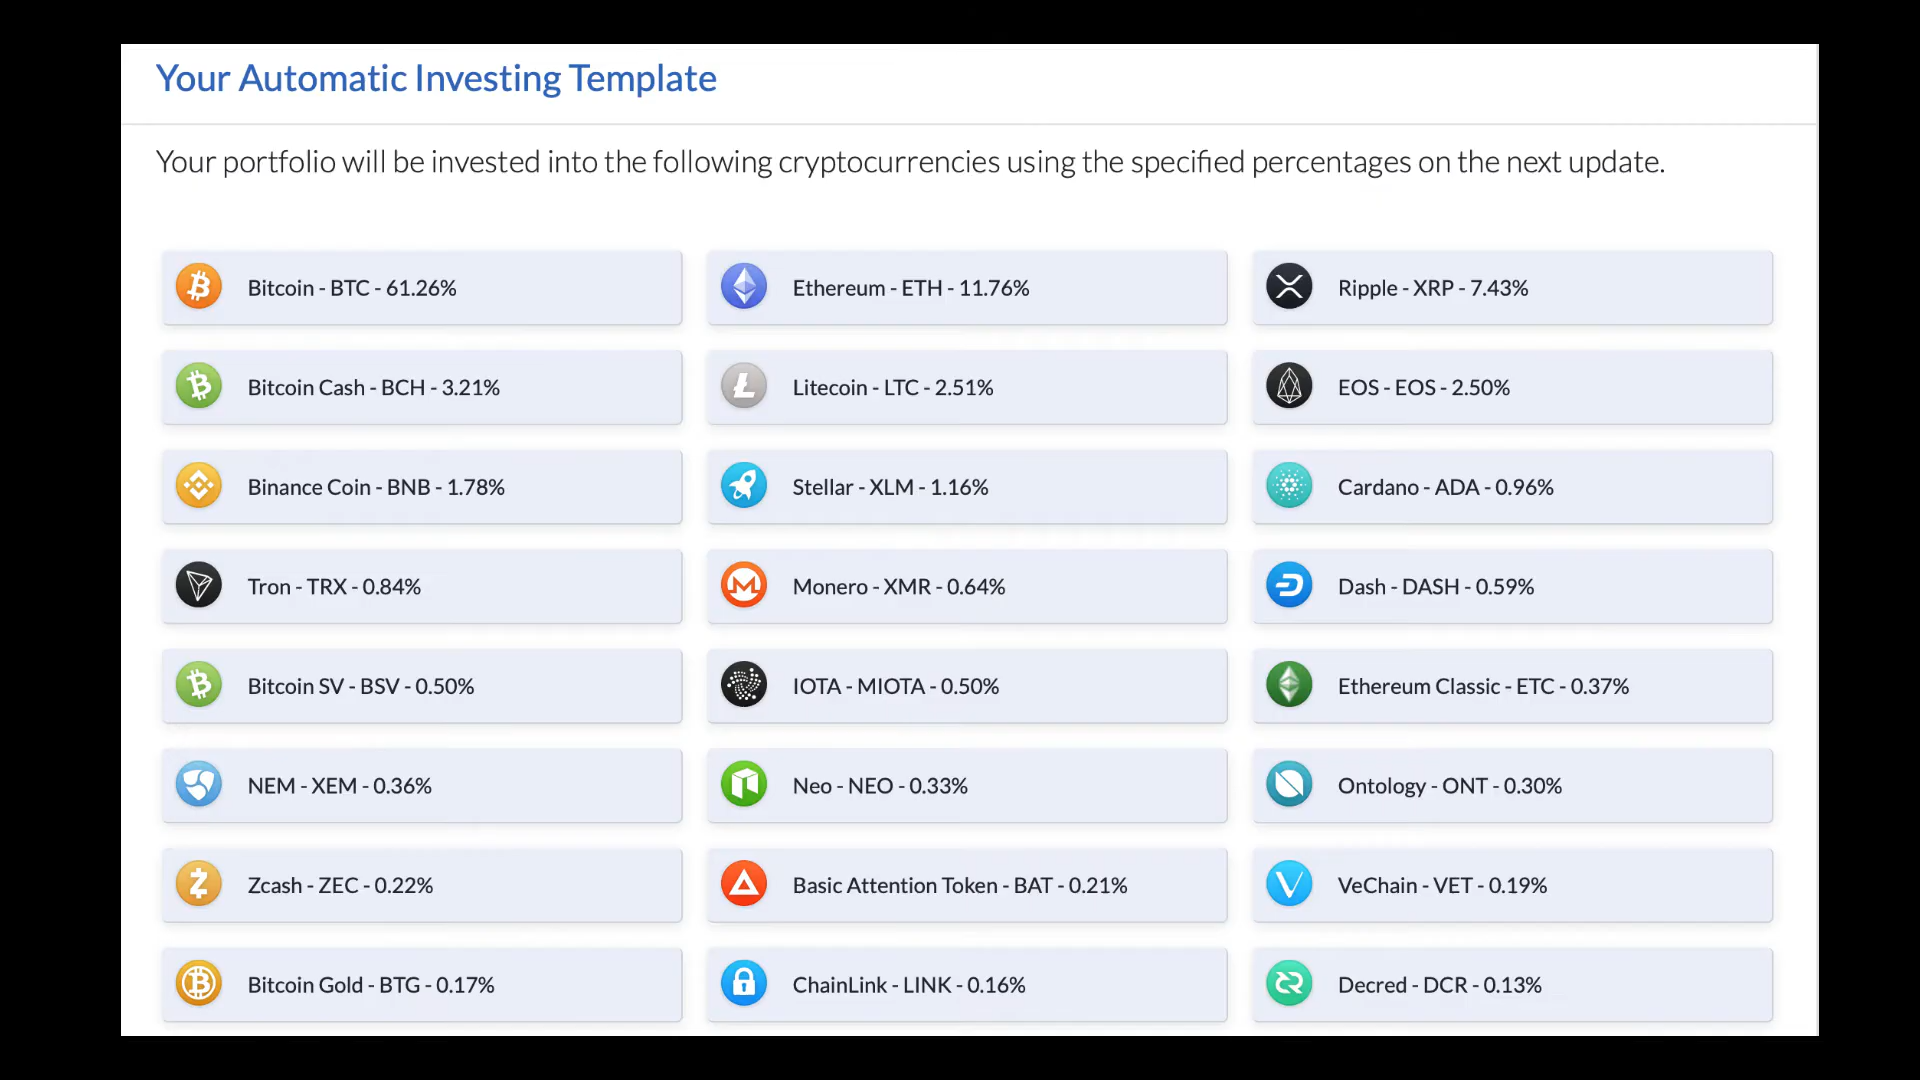 Your Automatic Investing Template
Your portfolio will be invested into the following cryptocurrencies using the specified percentages on the next update.
Bitcoin - BTC - 61.26%
Ethereum - ETH - 11.76%
Ripple - XRP - 7.43%
Bitcoin Cash - BCH - 3.21%
Litecoin - LTC - 2.51%
EOS - EOS - 2.50%
Binance Coin - BNB - 1.78%
Stellar - XLM - 1.16%
Cardano - ADA - 0.96%
Tron - TRX - 0.84%
Monero - XMR - 0.64%
Dash - DASH - 0.59%
Bitcoin SV - BSV - 0.50%
IOTA - MIOTA - 0.50%
Ethereum Classic - ETC - 0.37%
NEM - XEM - 0.36%
Neo - NEO - 0.33%
Ontology - ONT - 0.30%
Zcash - ZEC - 0.22%
Basic Attention Token - BAT - 0.21%
VeChain - VET - 0.19%
Bitcoin Gold - BTG - 0.17%
ChainLink - LINK - 0.16%
Decred - DCR - 0.13%